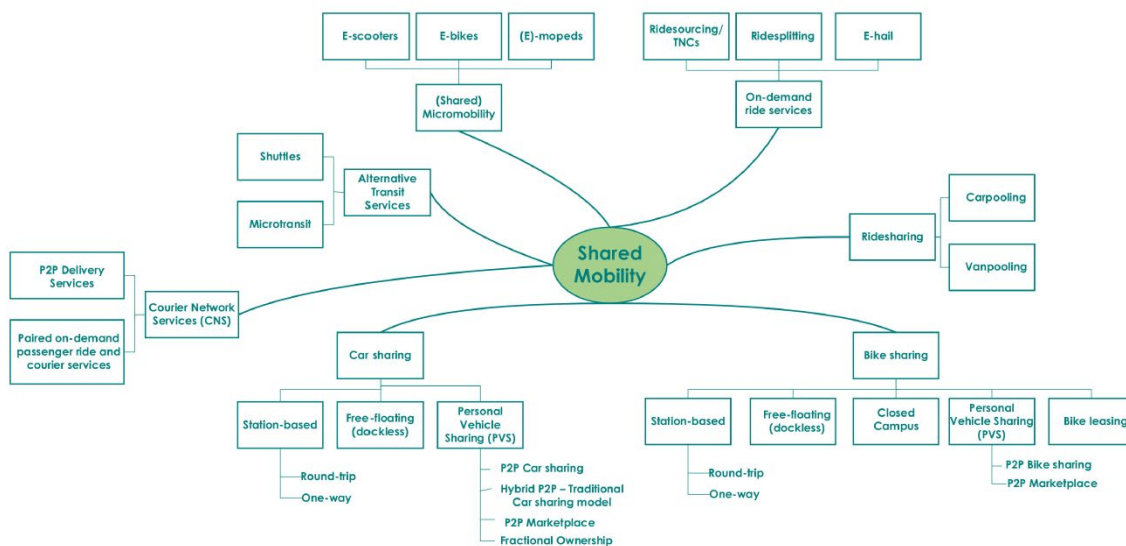 E-scooters
E-bikes
(E)-mopeds
Ridesourcing/
TNCs
Ridesplitting
E-hail
(Shared)
Micromobility
On-demand
ride services
Shuttles
Microtransit
Alternative
Transit
Services
Carpooling
Ridesharing
Vanpooling
Shared
Mobility
P2P Delivery
Services
Courier Network
Services (CNS)
Paired on-demand
passenger ride and
courier services
Car sharing
Station-based
Free-floating
(dockless)
Personal
Vehicle
Sharing (PVS)
Round-trip
One-way
P2P Car sharing
Hybrid P2P – Traditional
Car sharing model
P2P Marketplace
Fractional Ownership
Bike sharing
Station-based
Free-floating
(dockless)
Closed
Campus
Personal
Vehicle Sharing
(PVS)
Bike leasing
Round-trip
One-way
P2P Bike sharing
P2P Marketplace